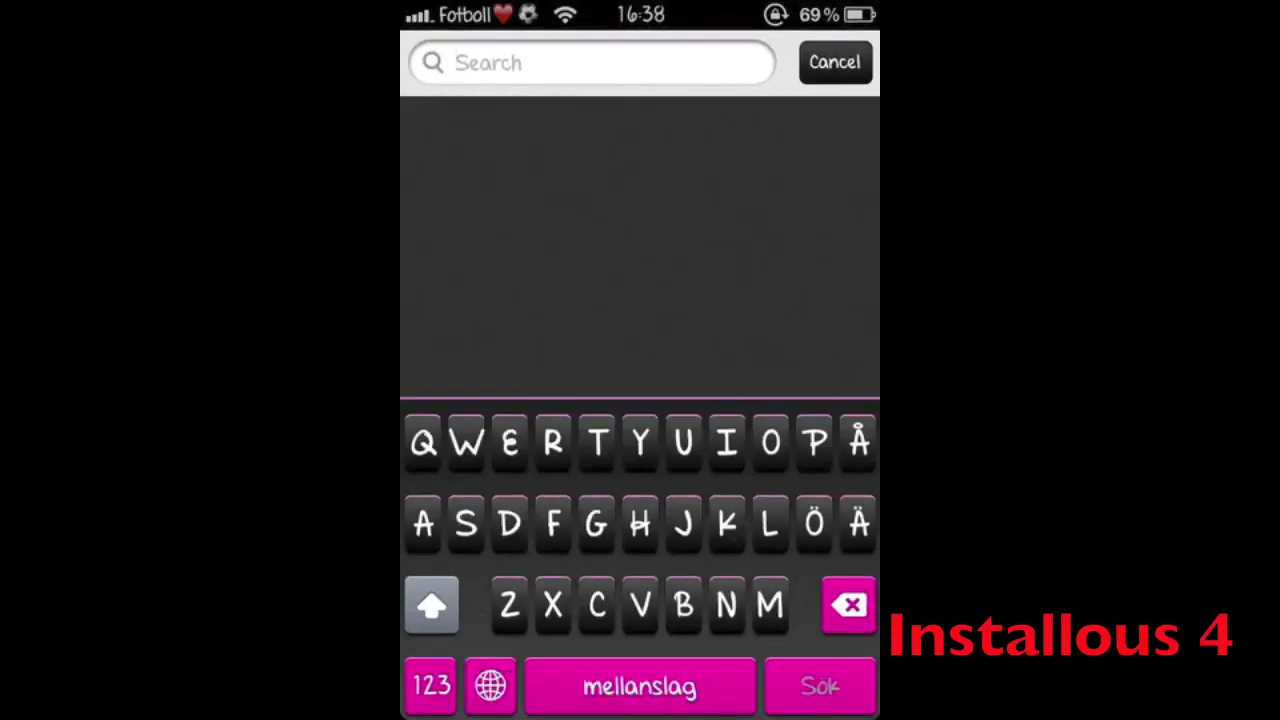 Fotboll❤⚽ 16:38 69%
Search Cancel
Q W E R T Y U I O P Å
A S D F G H J K L Ö Ä
Z X C V B N M
Installous 4
123 mellanslag Sök